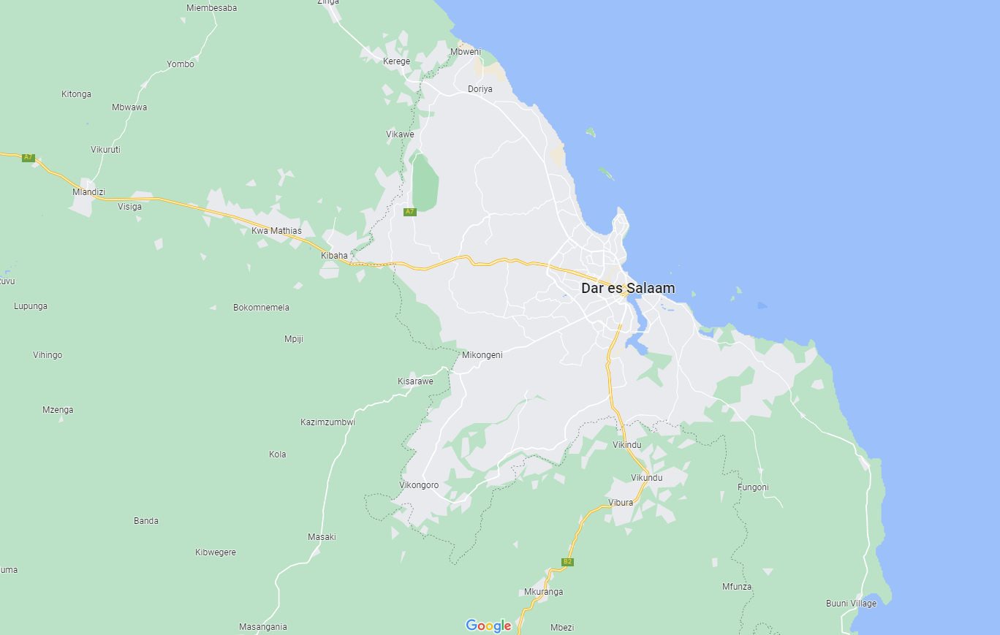 Zinga
Miembesaba
Mbweni
Kerege
Yombo
Doriya
Kitonga
Mbwawa
Vikawe
Vikuruti
A7
Mlandizi
Visiga
A7
Kwa Mathias
Kibaha
uvu
Dar es Salaam
Lupunga
Bokomnemela
Mpiji
Vihingo
Mikongeni
Kisarawe
Mzenga
Kazimzumbwi
Vikindu
Kola
Vikundu
Vikongoro
Fungoni
Vibura
Banda
Masaki
Kibwegere
B2
uma
Mfunza
Mkuranga
Buuni Village
Google
Masangania
Mbezi